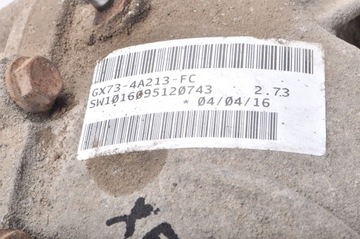 GX73-4A213-FC
SW1016095120743 2.73
* 04/04/16